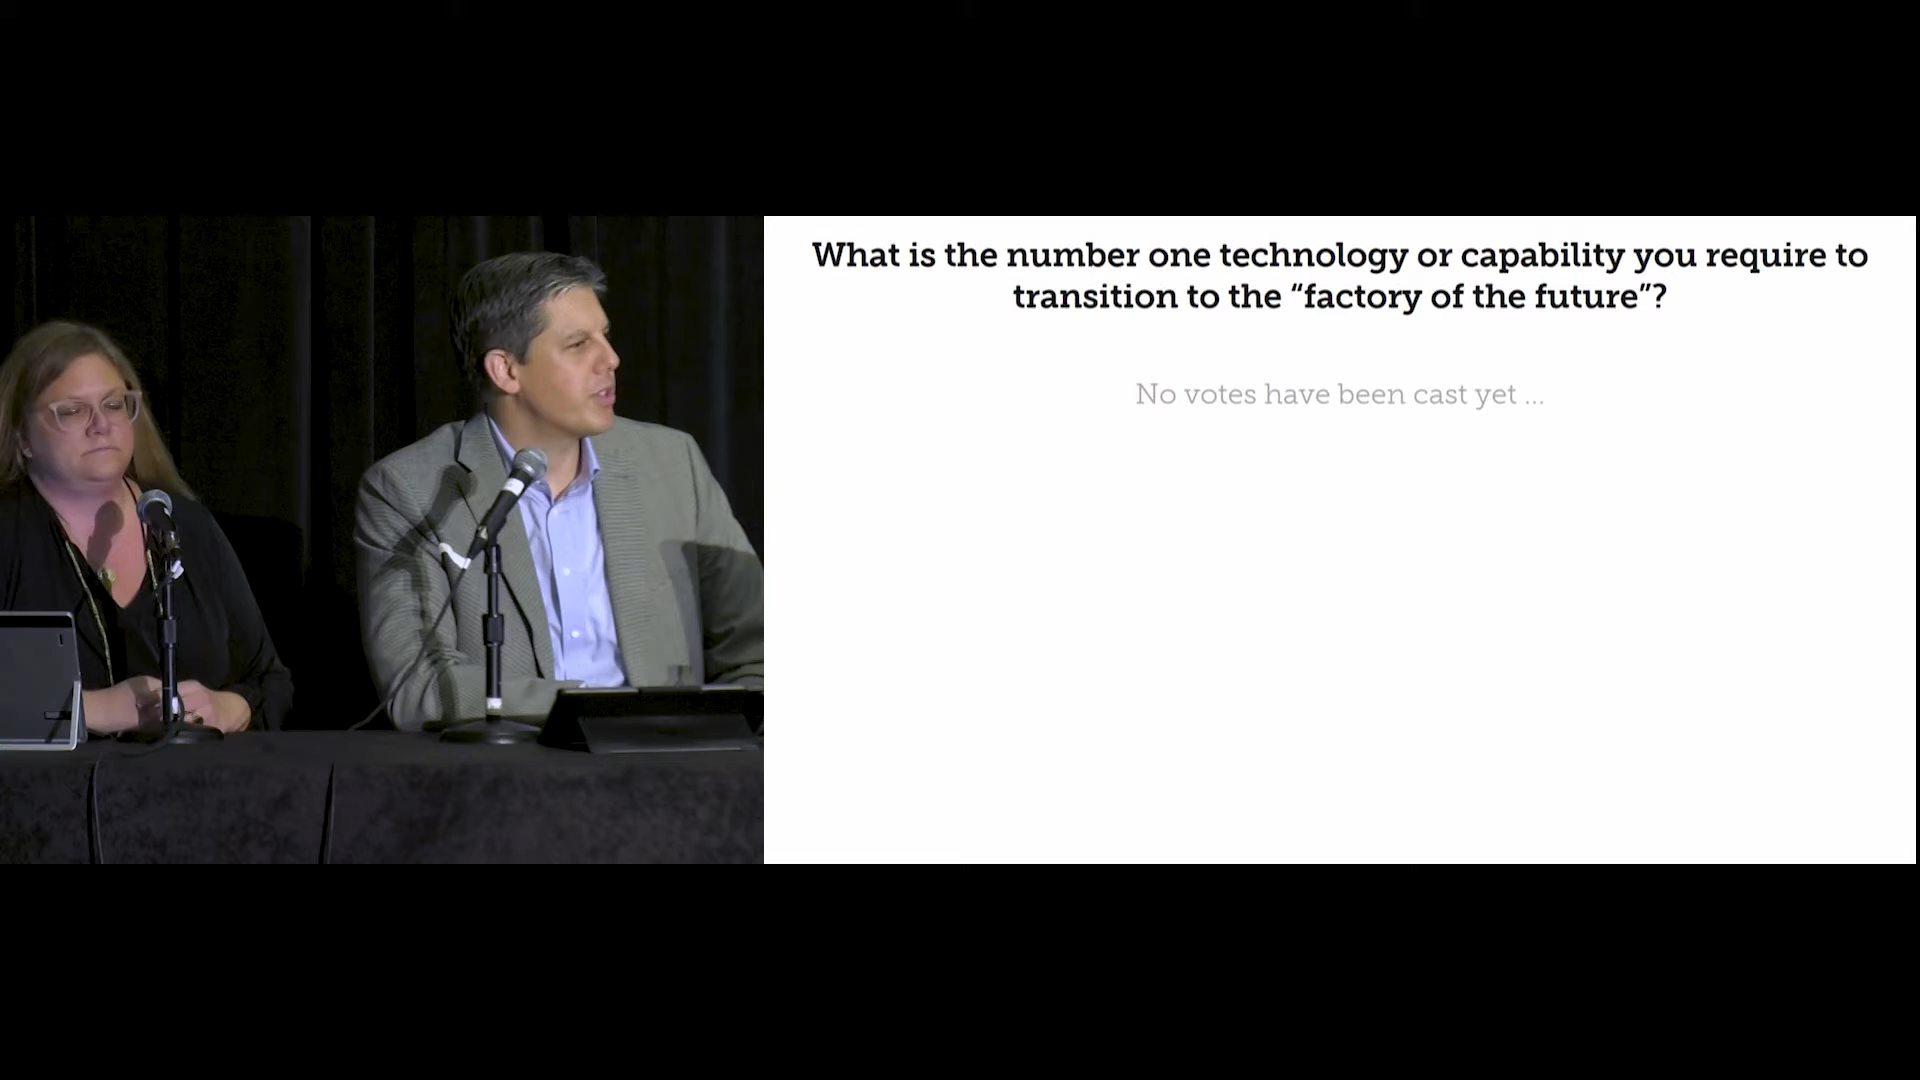 What is the number one technology or capability you require to
transition to the “factory of the future”?
No votes have been cast yet ...